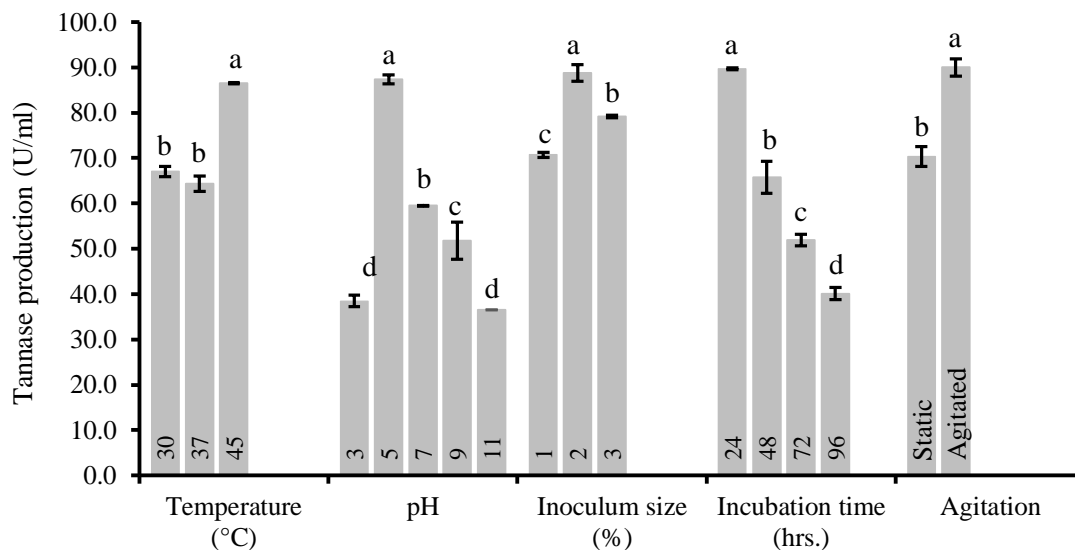 Tannase production (U/ml)
100.0
90.0
80.0
70.0
60.0
50.0
40.0
30.0
20.0
10.0
0.0
b
b
a
d
a
b
c
d
c
a
b
a
b
c
d
b
a
30
37
45
3
5
7
9
11
1
2
3
24
48
72
96
Static
Agitated
Temperature
(°C)
pH
Inoculum size
(%)
Incubation time
(hrs.)
Agitation